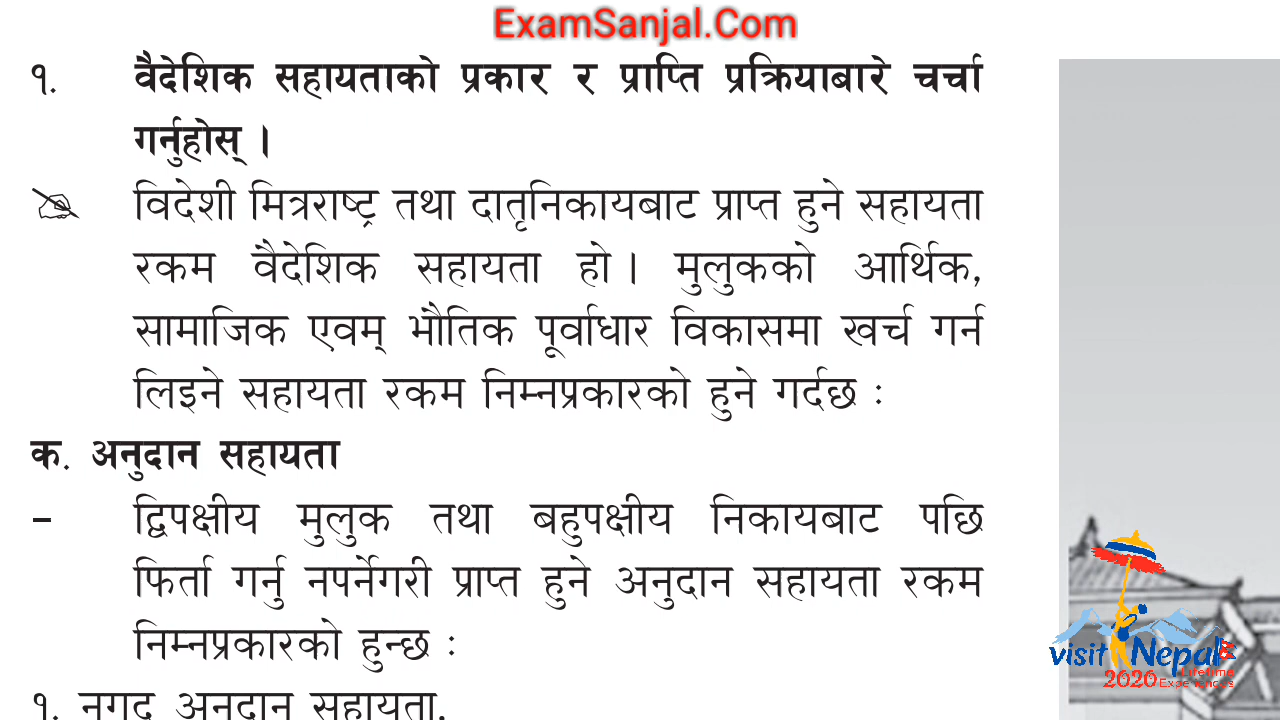 ExamSanjal.Com
१. वैदेशिक सहायताको प्रकार र प्राप्ति प्रक्रियाबारे चर्चा
गर्नुहोस् ।
विदेशी मित्रराष्ट्र तथा दातृनिकायबाट प्राप्त हुने सहायता
रकम वैदेशिक सहायता हो । मुलुकको आर्थिक,
सामाजिक एवम् भौतिक पूर्वाधार विकासमा खर्च गर्न
लिइने सहायता रकम निम्नप्रकारको हुने गर्दछ :
क. अनुदान सहायता
– द्विपक्षीय मुलुक तथा बहुपक्षीय निकायबाट पछि
फिर्ता गर्नु नपर्नेगरी प्राप्त हुने अनुदान सहायता रकम
निम्नप्रकारको हुन्छ :
१. नगद अनुदान सहायता,
visit Nepal
2020 Lifetime
Experiences